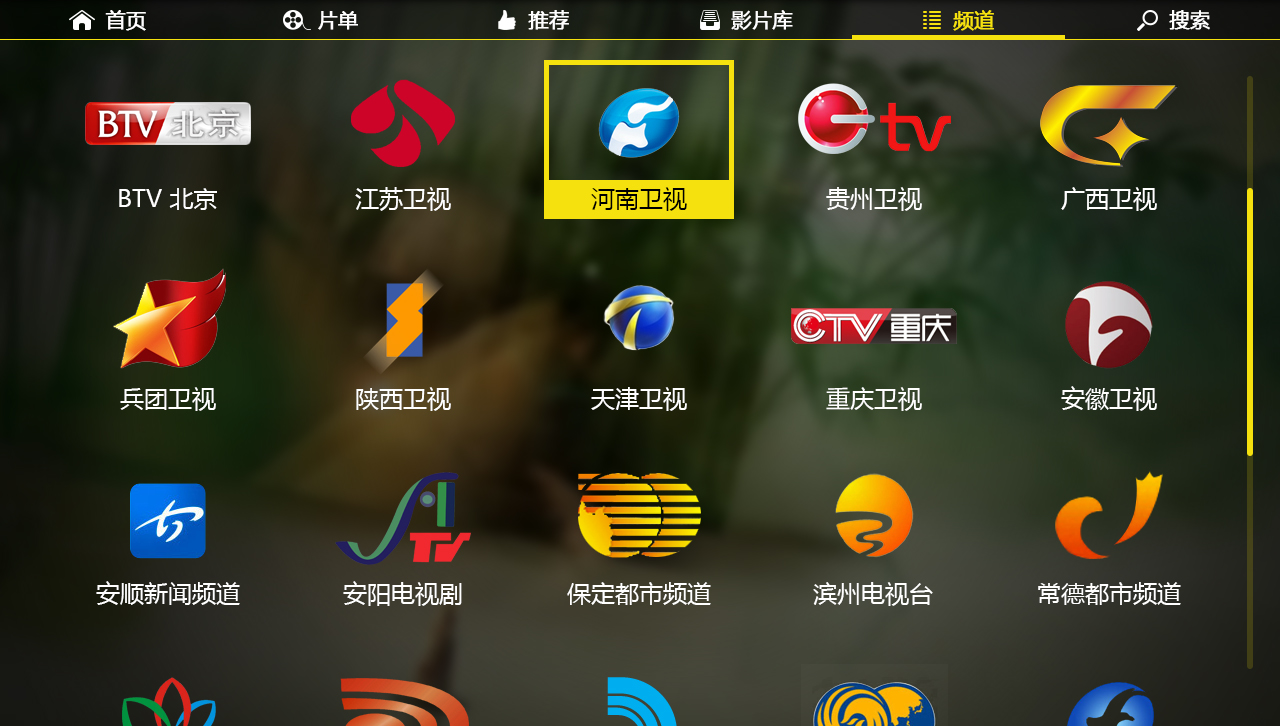 首页 片单 推荐 影片库 频道 搜索
BTV 北京
tv
BTV 北京 江苏卫视 河南卫视 贵州卫视 广西卫视
CTV 重庆
兵团卫视 陕西卫视 天津卫视 重庆卫视 安徽卫视
TV
安顺新闻频道 安阳电视剧 保定都市频道 滨州电视台 常德都市频道